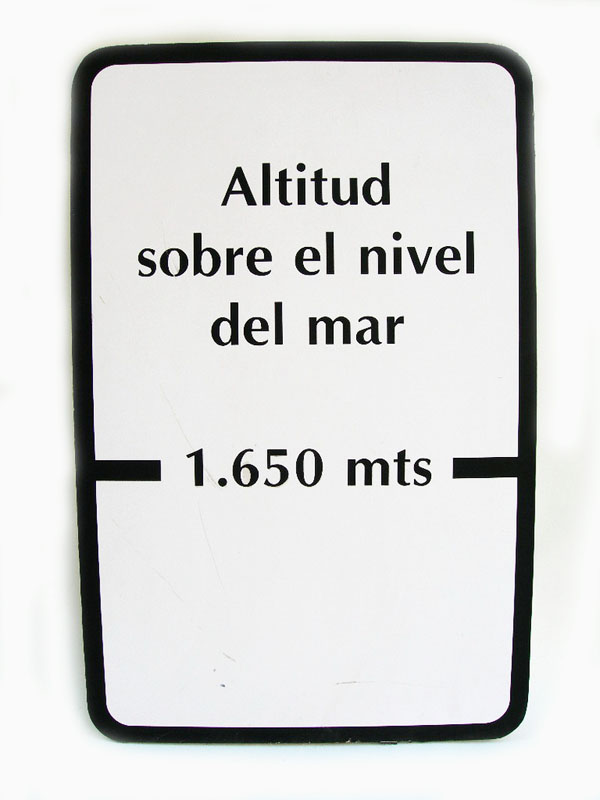 Altitud
sobre el nivel
del mar
1.650 mts